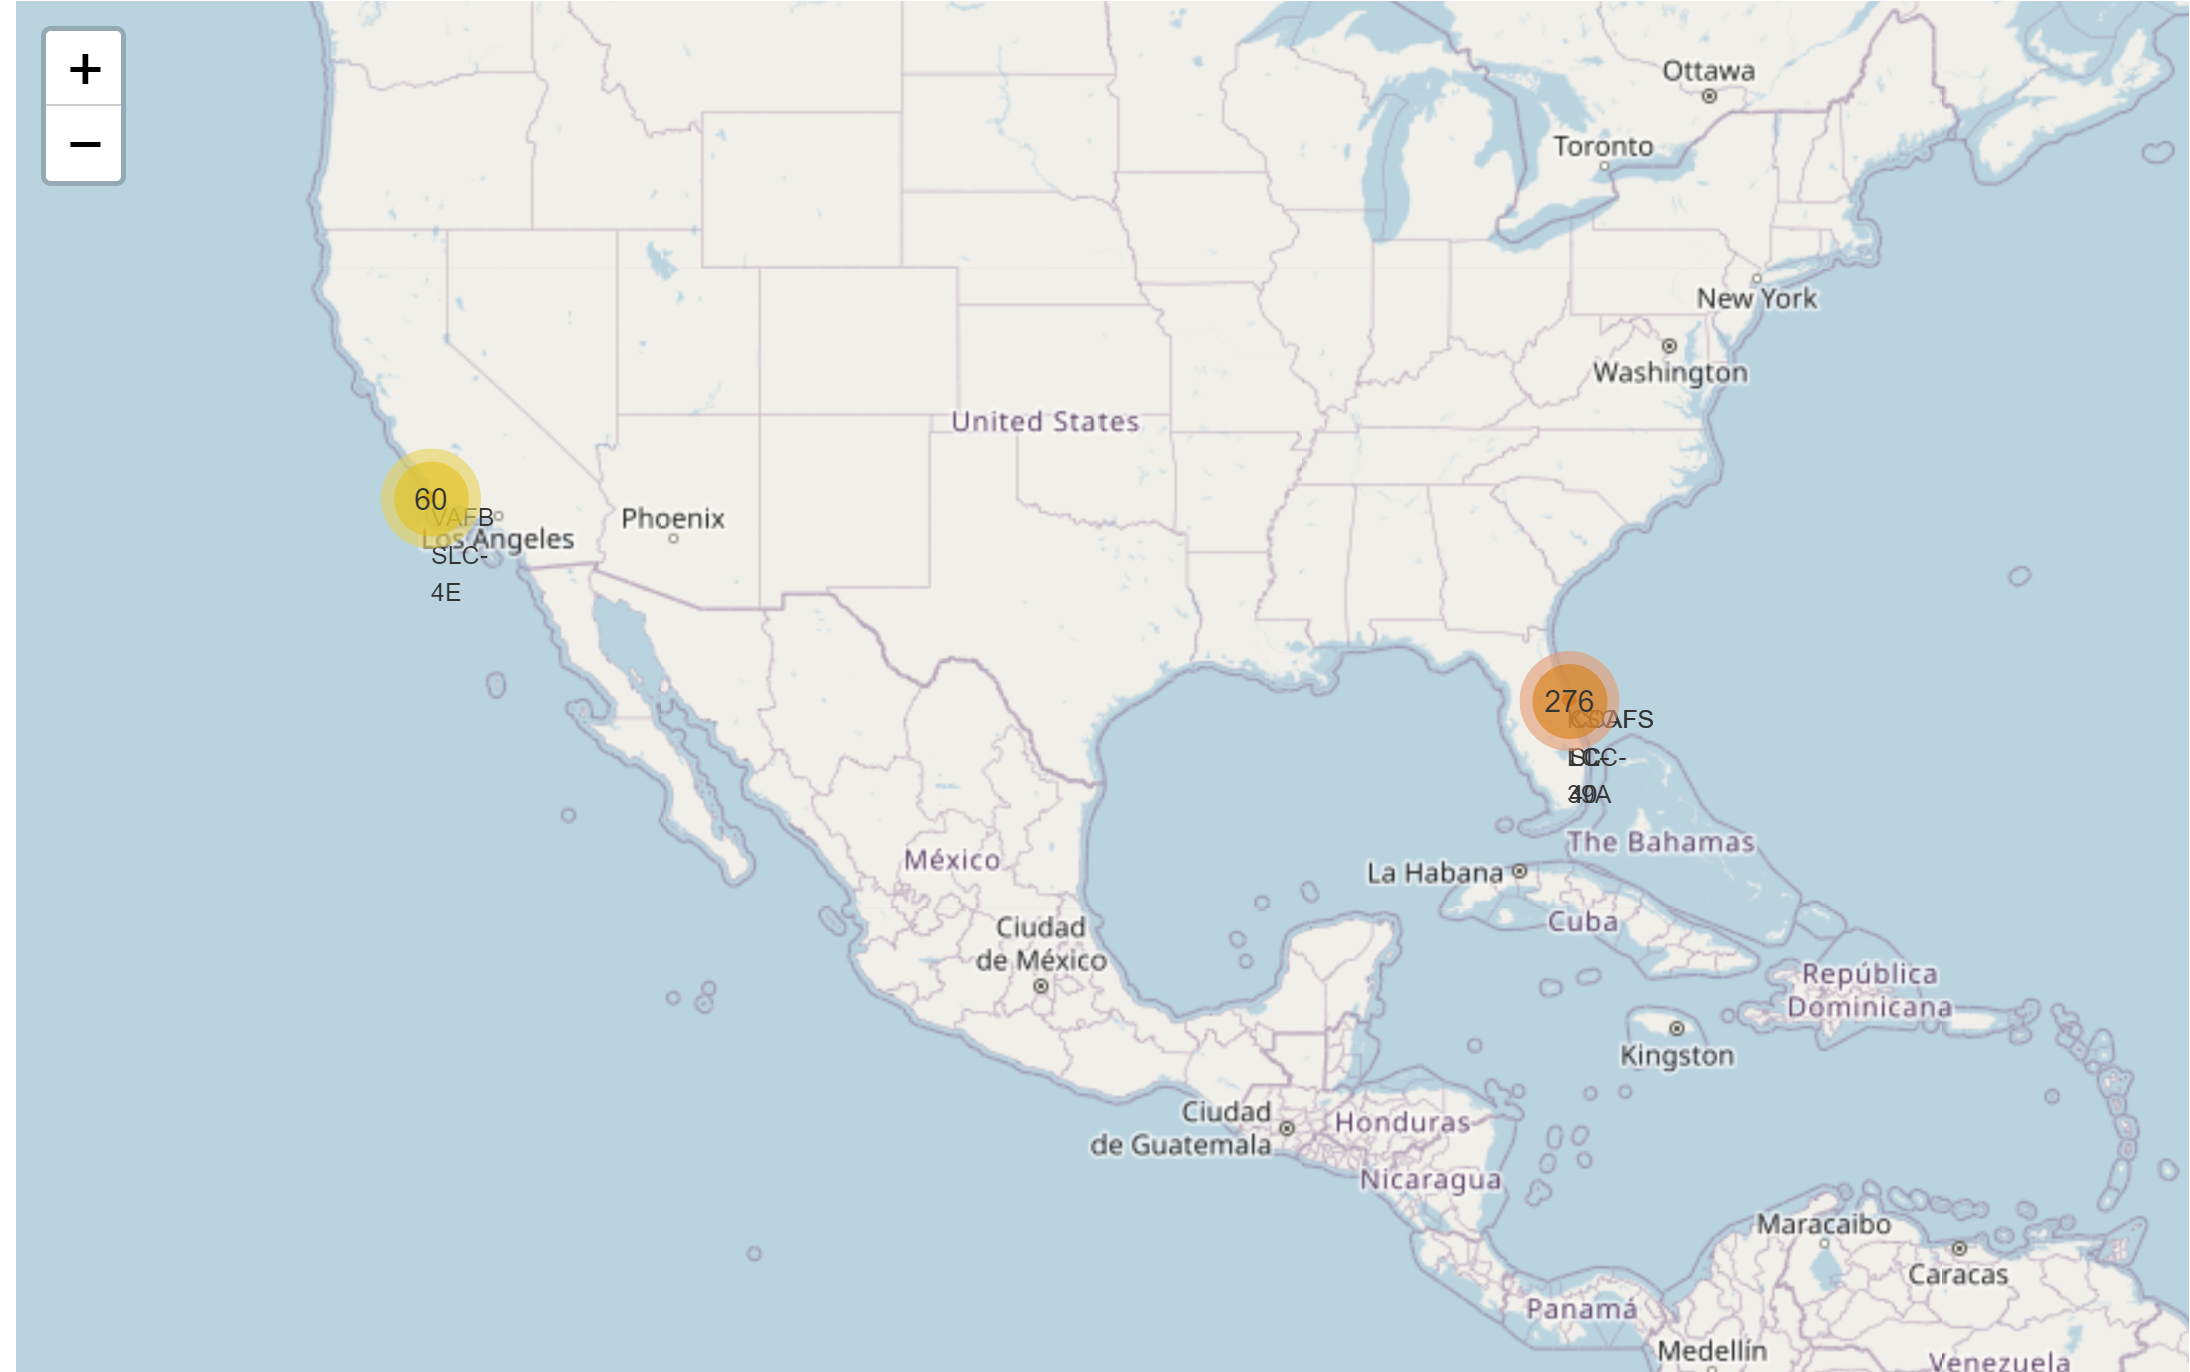 +
−
Ottawa
Toronto
New York
Washington
United States
60
VAFB
SLC-
4E
Los Angeles
Phoenix
276
The Bahamas
La Habana
México
Cuba
Ciudad
de México
República
Dominicana
Kingston
Ciudad
de Guatemala
Honduras
Nicaragua
Maracaibo
Caracas
Panamá
Medellín
Venezuela